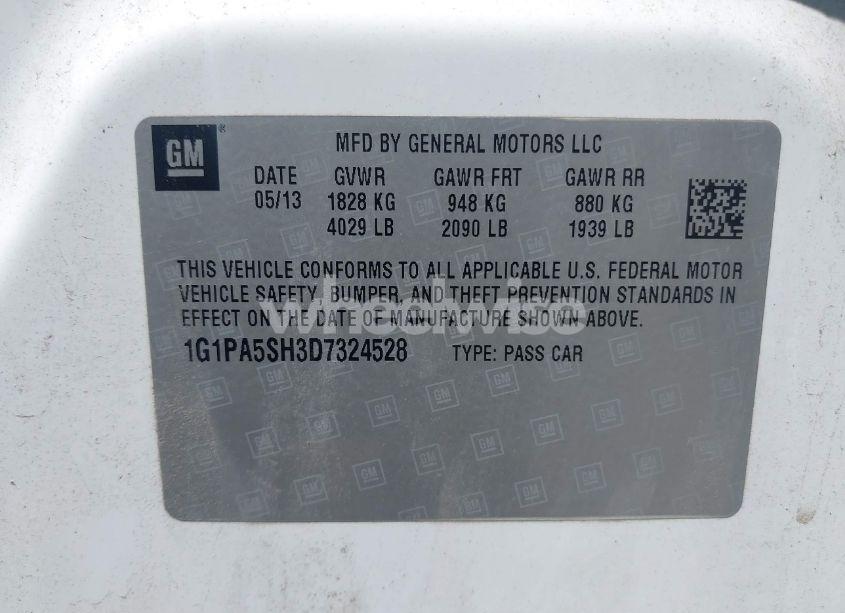 GM
MFD BY GENERAL MOTORS LLC
DATE GVWR GAWR FRT GAWR RR
05/13 1828 KG 948 KG 880 KG
4029 LB 2090 LB 1939 LB
THIS VEHICLE CONFORMS TO ALL APPLICABLE U.S. FEDERAL MOTOR
VEHICLE SAFETY, BUMPER, AND THEFT PREVENTION STANDARDS IN
EFFECT ON THE DATE OF MANUFACTURE SHOWN ABOVE.
wheelwise
1G1PA5SH3D7324528 TYPE: PASS CAR